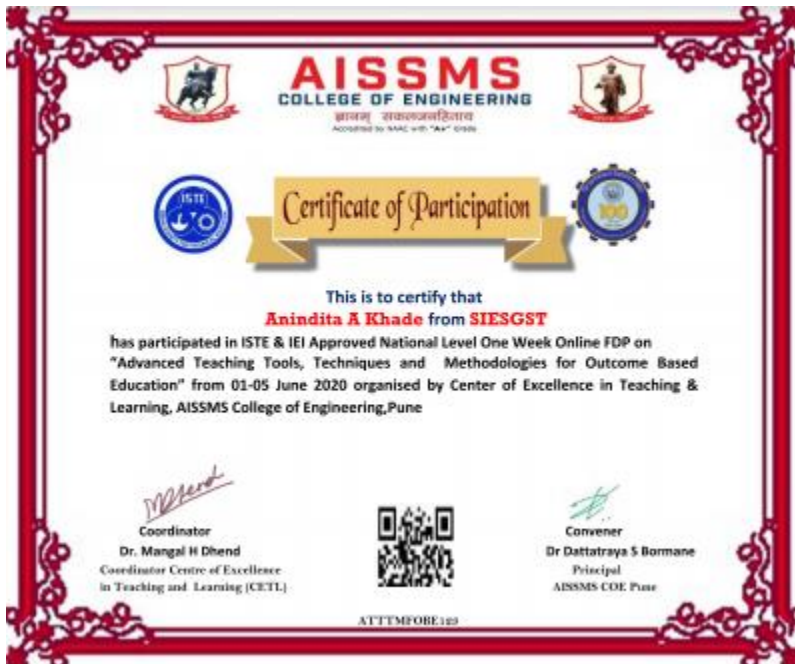 AISSMS
COLLEGE OF ENGINEERING
ज्ञानम् सकलजनहिताय
Accredited by NAAC with "A+" Grade
ISTE
100
Certificate of Participation
This is to certify that
Anindita A Khade from SIESGST
has participated in ISTE & IEI Approved National Level One Week Online FDP on
"Advanced Teaching Tools, Techniques and Methodologies for Outcome Based
Education" from 01-05 June 2020 organised by Center of Excellence in Teaching &
Learning, AISSMS College of Engineering,Pune
Coordinator
Dr. Mangal H Dhend
Coordinator Centre of Excellence
in Teaching and Learning (CETL)
Convener
Dr Dattatraya S Bormane
Principal
AISSMS COE Pune
ATTTMFOBE123